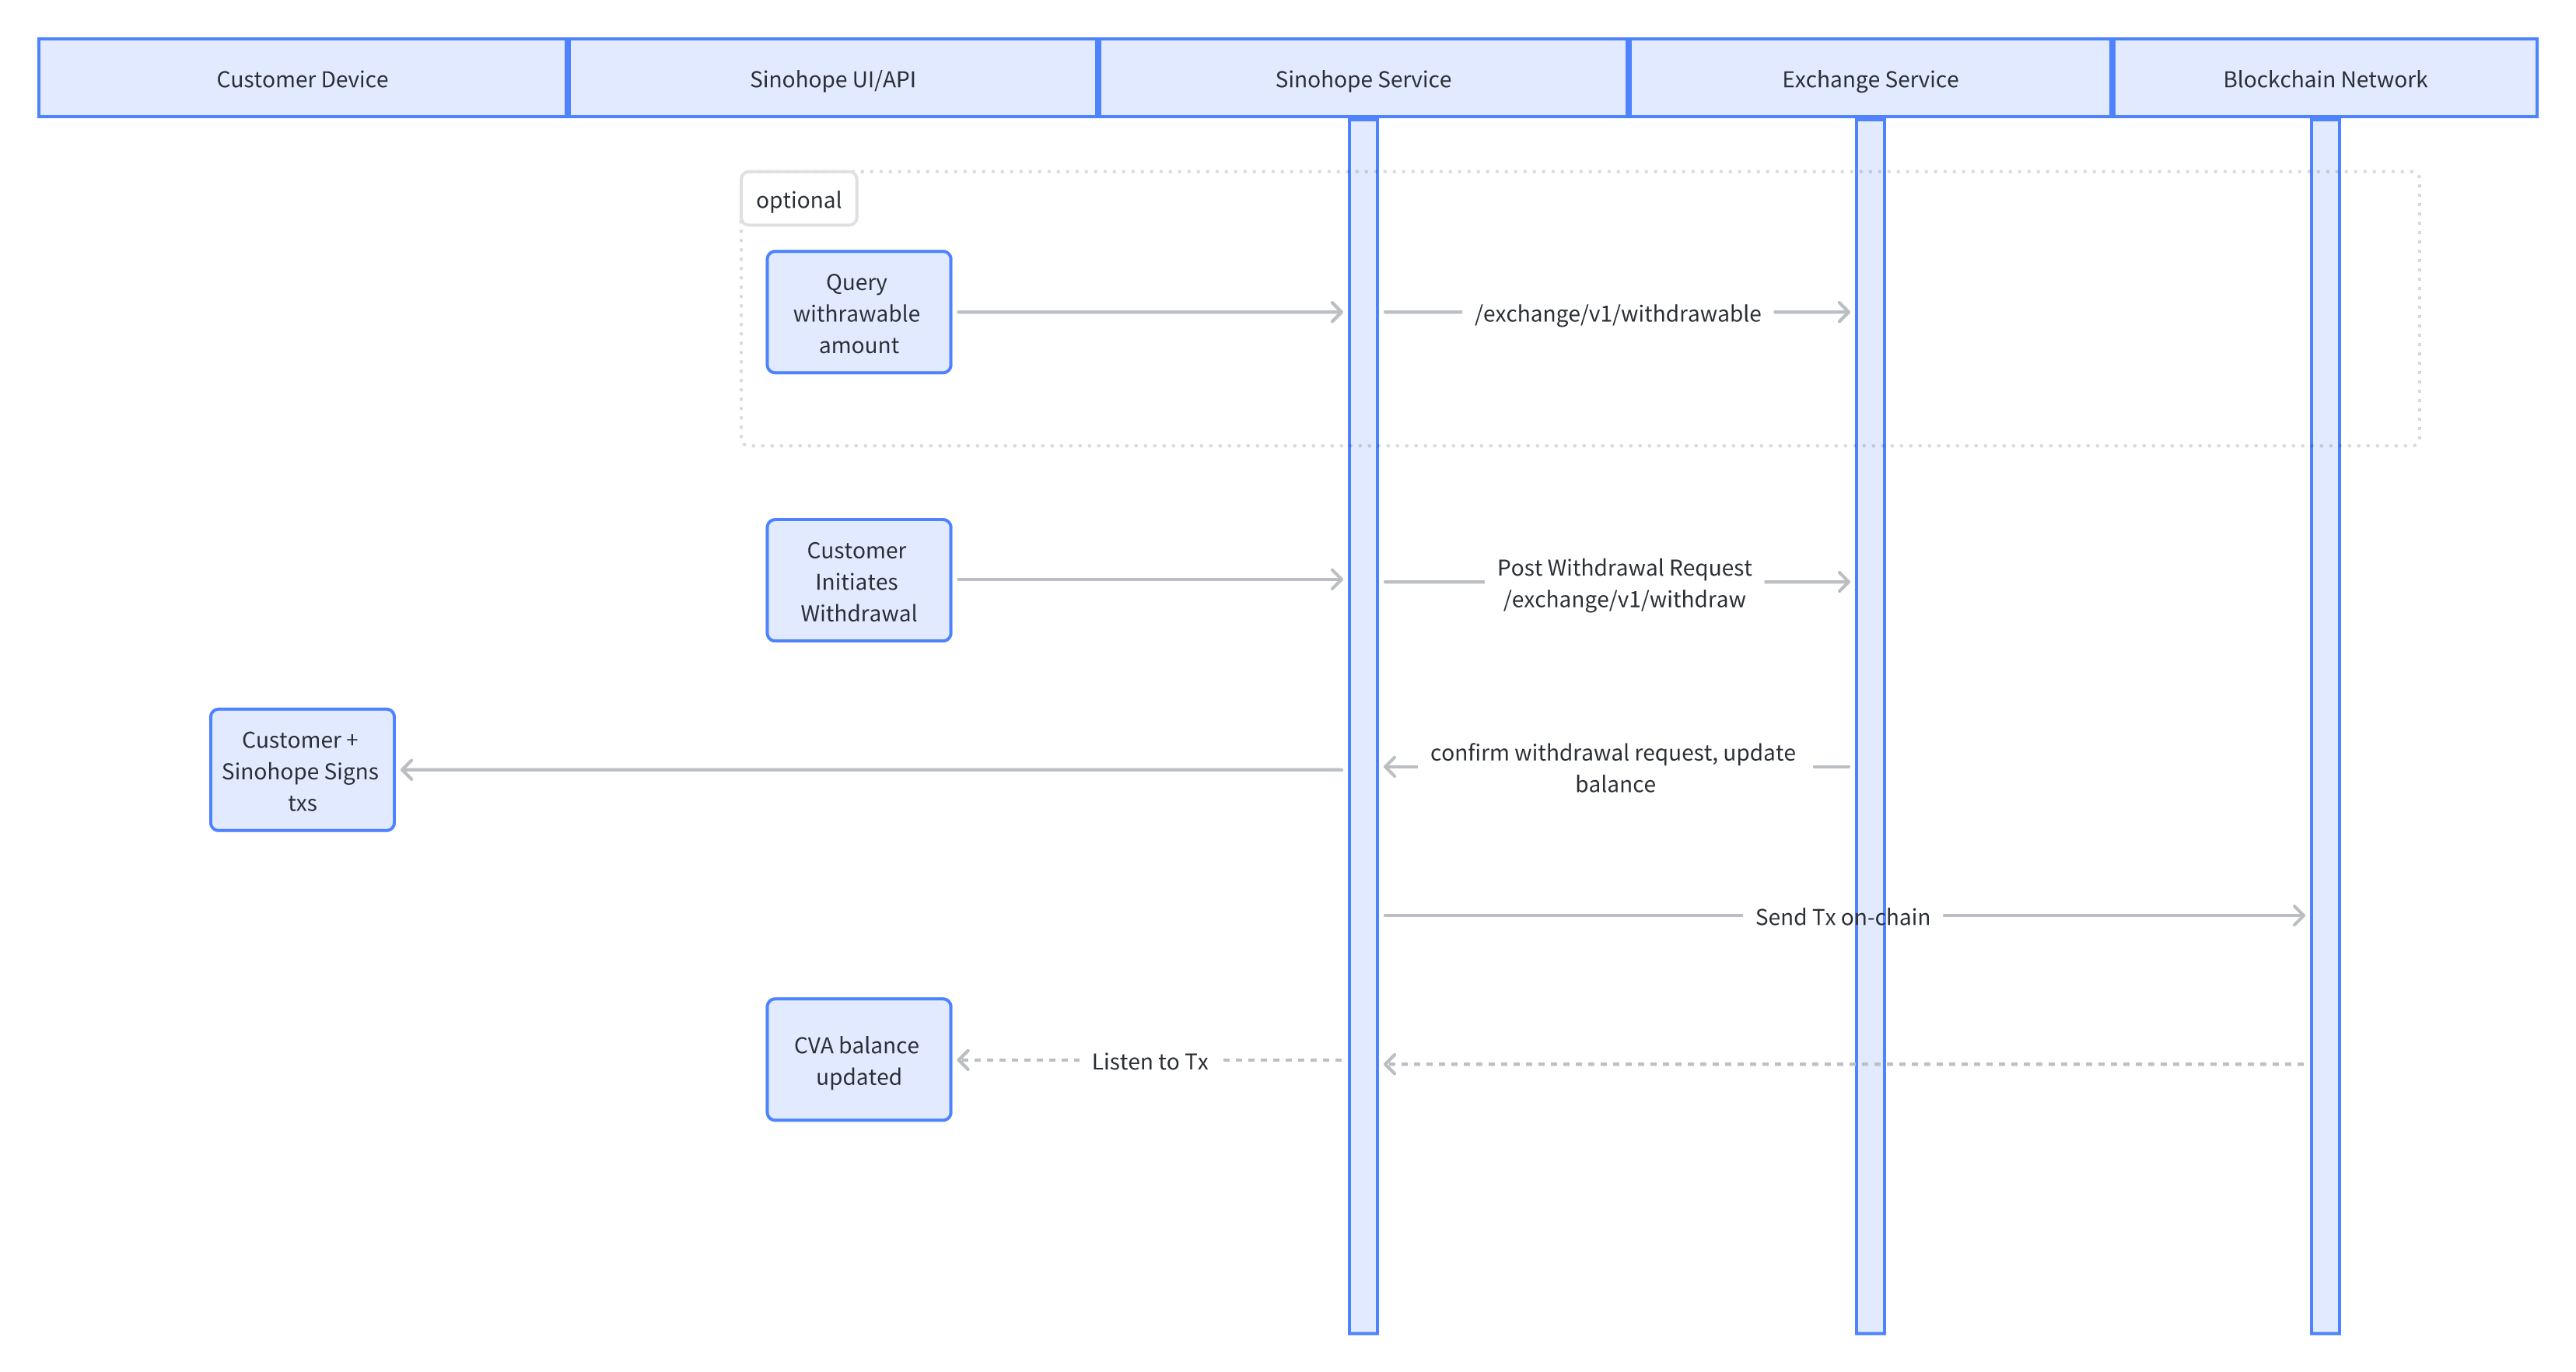 Customer Device
Sinohope UI/API
Sinohope Service
Exchange Service
Blockchain Network
optional
Query
withrawable
amount
/exchange/v1/withdrawable
Customer
Initiates
Withdrawal
Post Withdrawal Request
/exchange/v1/withdraw
Customer +
Sinohope Signs
txs
confirm withdrawal request, update
balance
Send Tx on-chain
CVA balance
updated
Listen to Tx